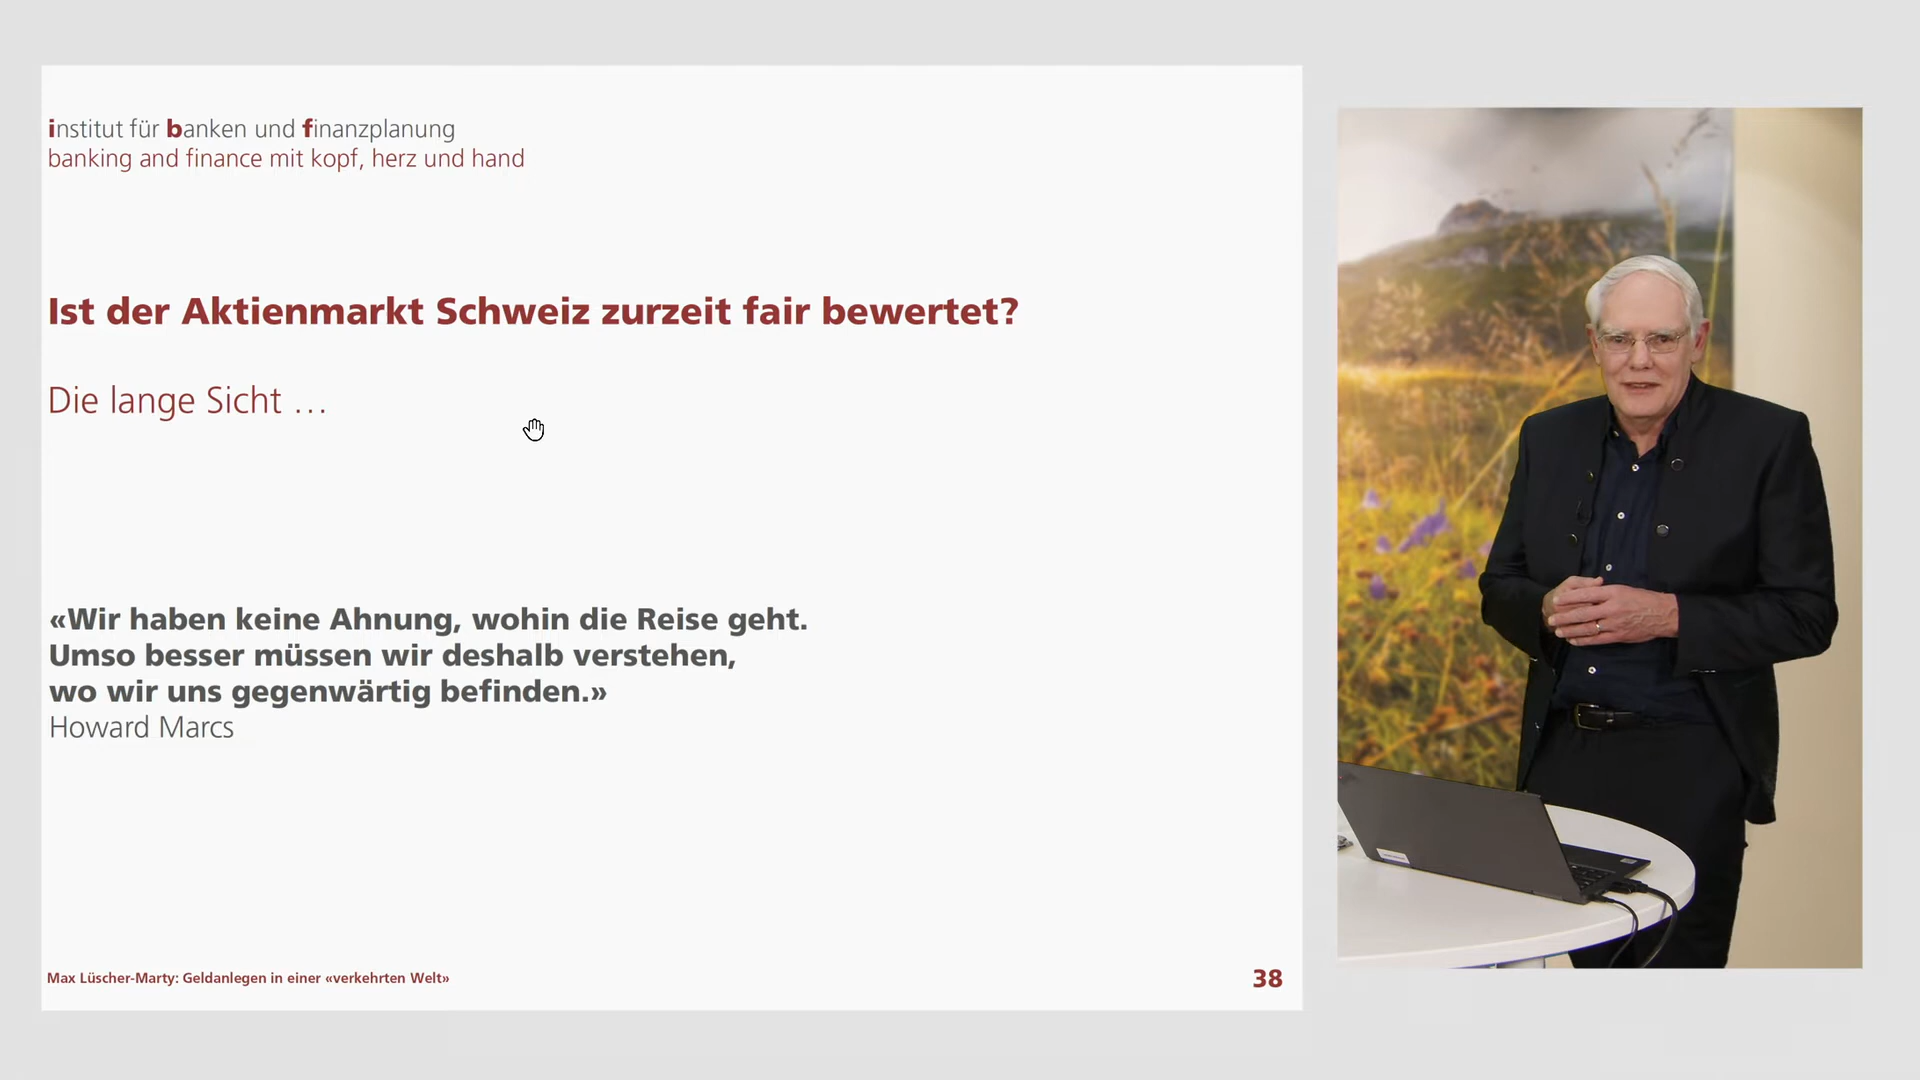 institut für banken und finanzplanung
banking and finance mit kopf, herz und hand
Ist der Aktienmarkt Schweiz zurzeit fair bewertet?
Die lange Sicht …
«Wir haben keine Ahnung, wohin die Reise geht.
Umso besser müssen wir deshalb verstehen,
wo wir uns gegenwärtig befinden.»
Howard Marcs
Max Lüscher-Marty: Geldanlegen in einer «verkehrten Welt»
38